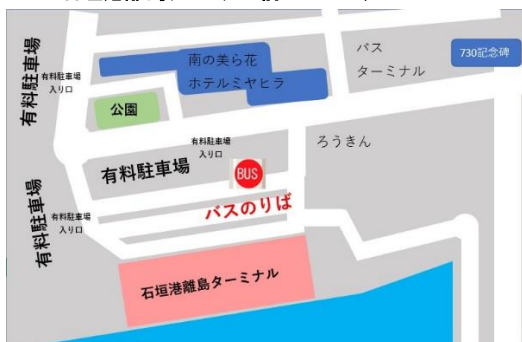 有料駐車場
有料駐車場
入り口
南の美ら花
ホテルミヤヒラ
バス
ターミナル
730記念碑
公園
有料駐車場
入り口
ろうきん
有料駐車場
BUS
バスのりば
有料駐車場
有料駐車場
入り口
石垣港離島ターミナル